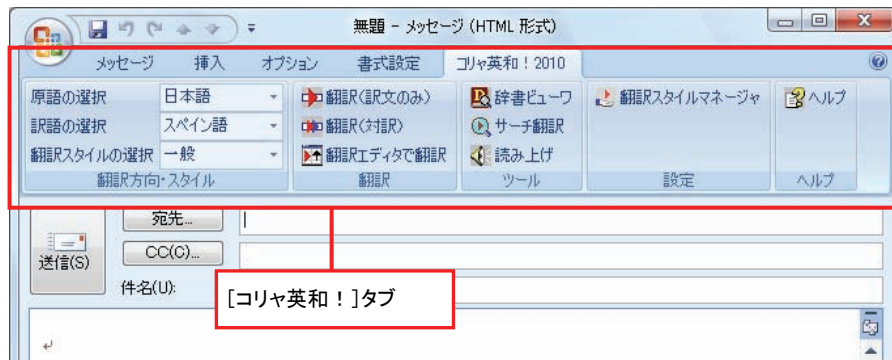 無題 - メッセージ (HTML 形式)
メッセージ 挿入 オプション 書式設定 コリャ英和！2010
原語の選択 日本語 翻訳(訳文のみ) 辞書ビューワ 翻訳スタイルマネージャ ヘルプ
訳語の選択 スペイン語 翻訳(対訳) サーチ翻訳
翻訳スタイルの選択 一般 翻訳エディタで翻訳 読み上げ
翻訳方向・スタイル 翻訳 ツール 設定 ヘルプ
宛先...
送信(S) CC(C)...
件名(U):
[コリャ英和！]タブ